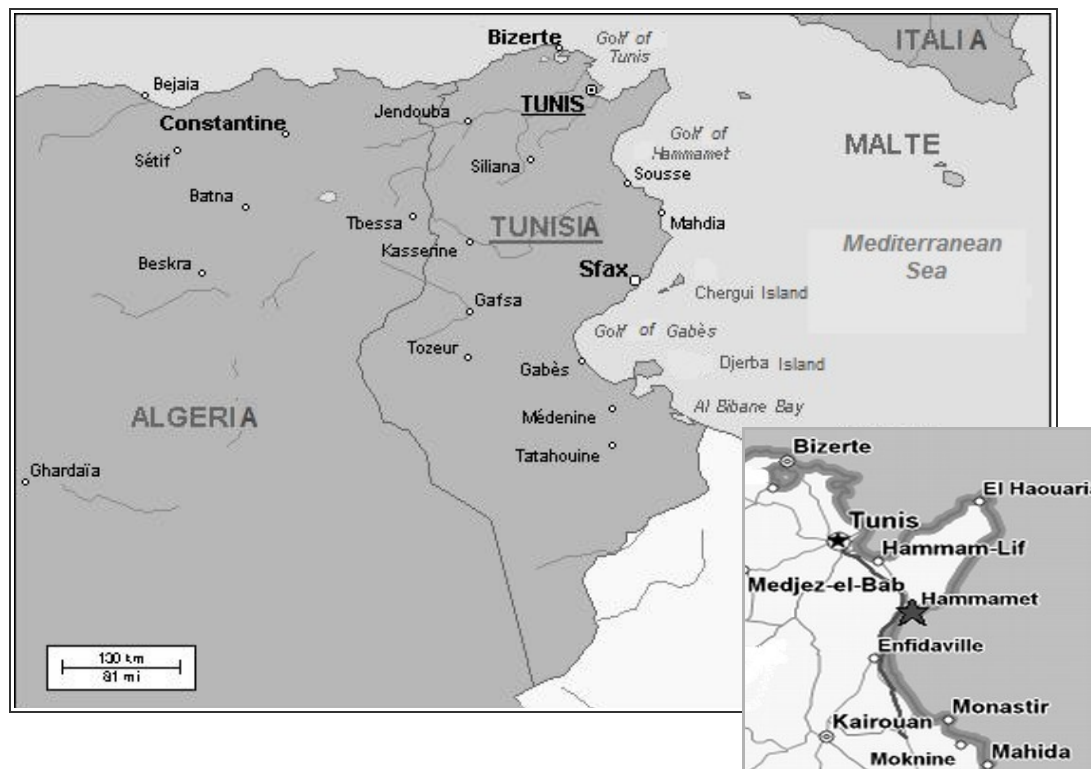 ITALIA
Bizerte
Golf of
Tunis
Bejaia
TUNIS
Jendouba
Constantine
Golf of
Hammamet
MALTE
Sétif
Siliana
Sousse
Batna
Tbessa
TUNISIA
Mahdia
Kasserine
Mediterranean
Sea
Beskra
Sfax
Chergui Island
Gafsa
Golf of Gabès
Tozeur
Gabès
Djerba Island
ALGERIA
Médenine
Al Bibane Bay
Tatahouine
Ghardaïa
130 km
81 mi
Bizerte
El Haouaria
Tunis
Hammam-Lif
Medjez-el-Bab
Hammamet
Enfidaville
Monastir
Kairouan
Moknine
Mahida